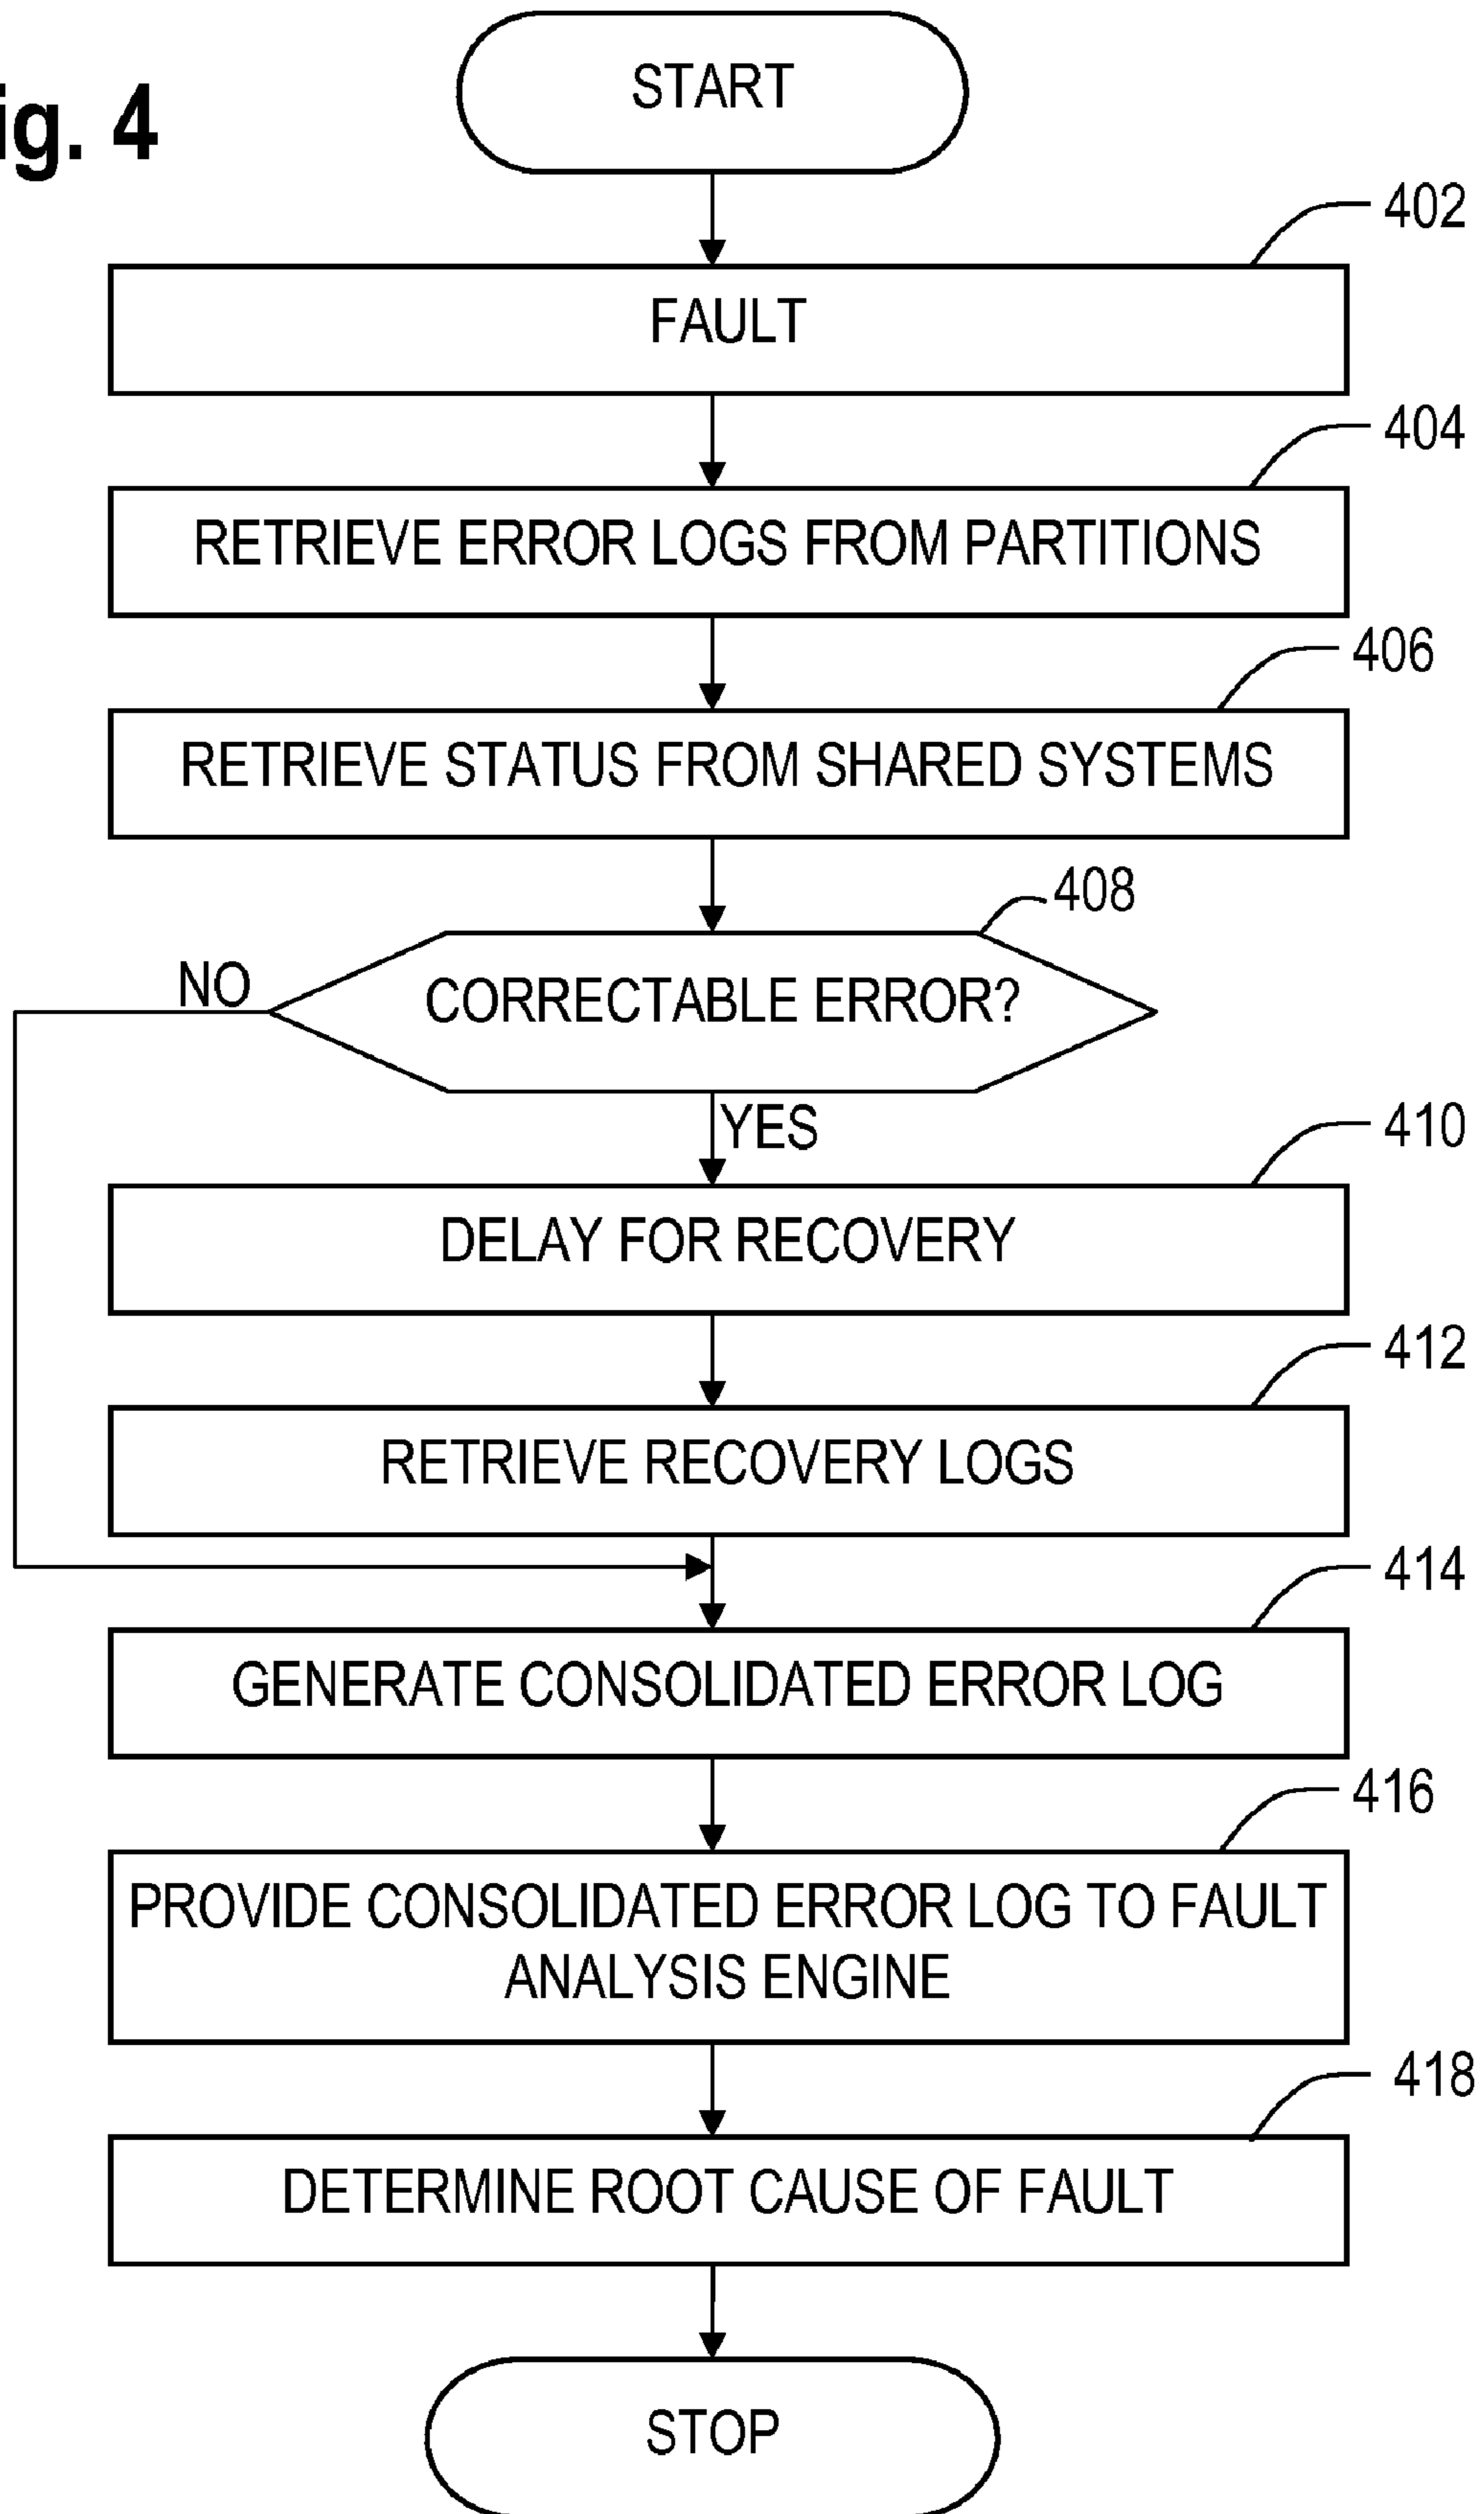 ig. 4
START
402
FAULT
404
RETRIEVE ERROR LOGS FROM PARTITIONS
406
RETRIEVE STATUS FROM SHARED SYSTEMS
408
NO
CORRECTABLE ERROR?
YES
410
DELAY FOR RECOVERY
412
RETRIEVE RECOVERY LOGS
414
GENERATE CONSOLIDATED ERROR LOG
416
PROVIDE CONSOLIDATED ERROR LOG TO FAULT
ANALYSIS ENGINE
418
DETERMINE ROOT CAUSE OF FAULT
STOP